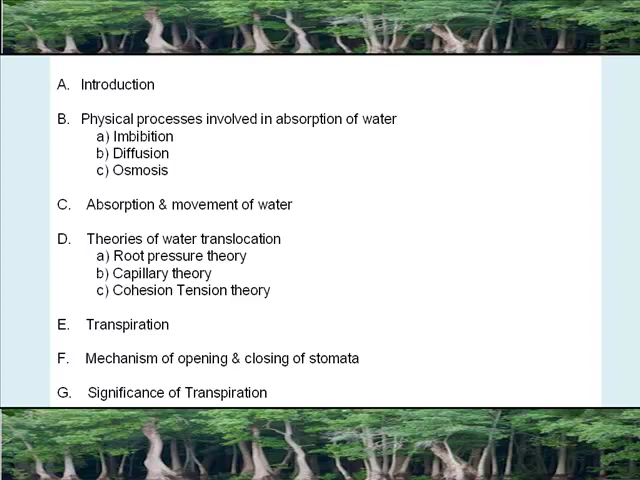 A. Introduction
B. Physical processes involved in absorption of water
a) Imbibition
b) Diffusion
c) Osmosis
C. Absorption & movement of water
D. Theories of water translocation
a) Root pressure theory
b) Capillary theory
c) Cohesion Tension theory
E. Transpiration
F. Mechanism of opening & closing of stomata
G. Significance of Transpiration